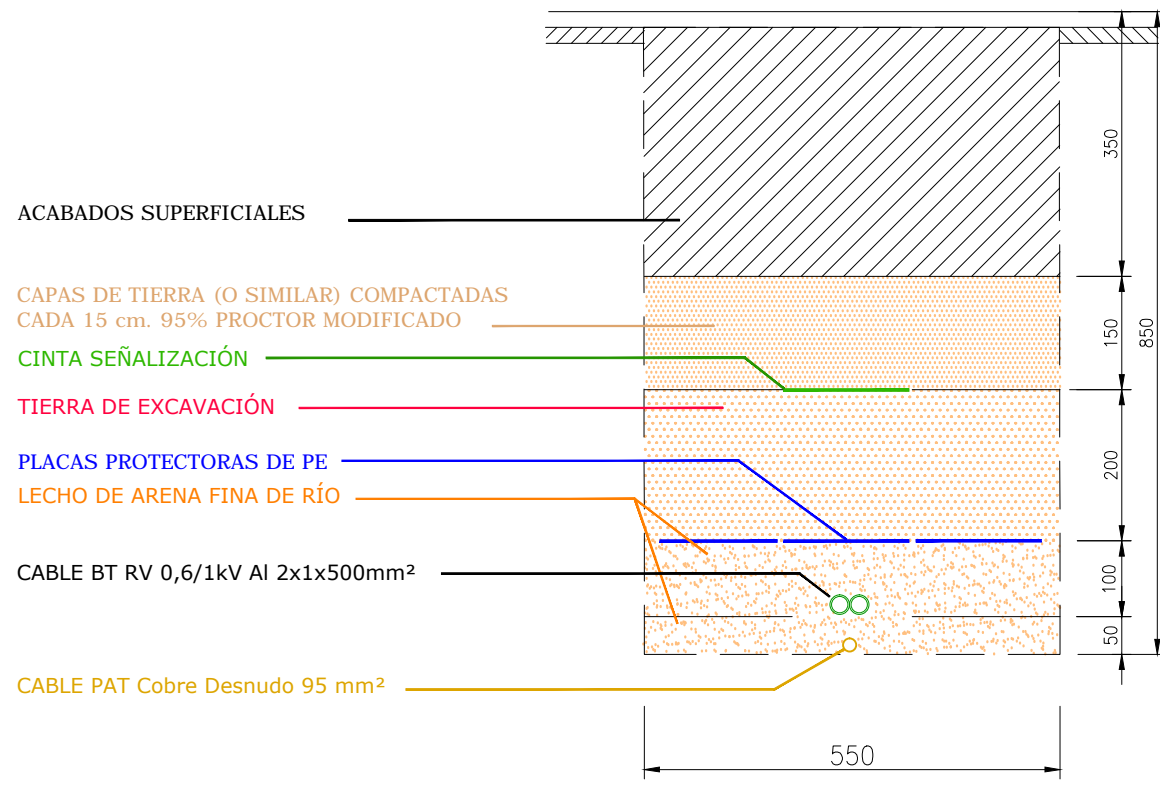 ACABADOS SUPERFICIALES
CAPAS DE TIERRA (O SIMILAR) COMPACTADAS
CADA 15 cm. 95% PROCTOR MODIFICADO
CINTA SEÑALIZACIÓN
TIERRA DE EXCAVACIÓN
PLACAS PROTECTORAS DE PE
LECHO DE ARENA FINA DE RÍO
CABLE BT RV 0,6/1kV Al 2x1x500mm²
CABLE PAT Cobre Desnudo 95 mm²
350
150
850
200
100
50
550